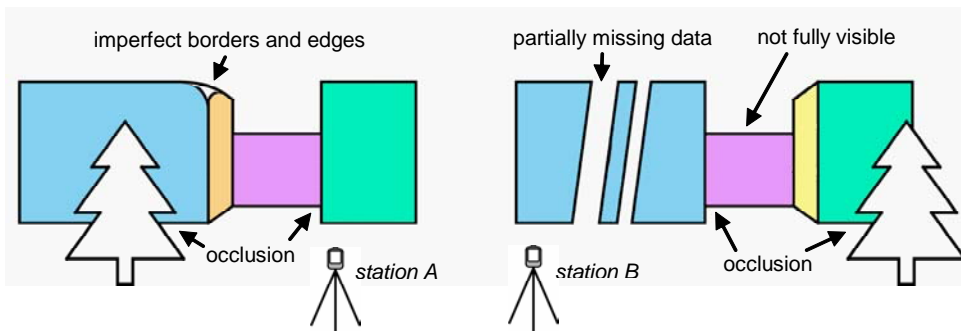 imperfect borders and edges
partially missing data
not fully visible
occlusion
station A
station B
occlusion